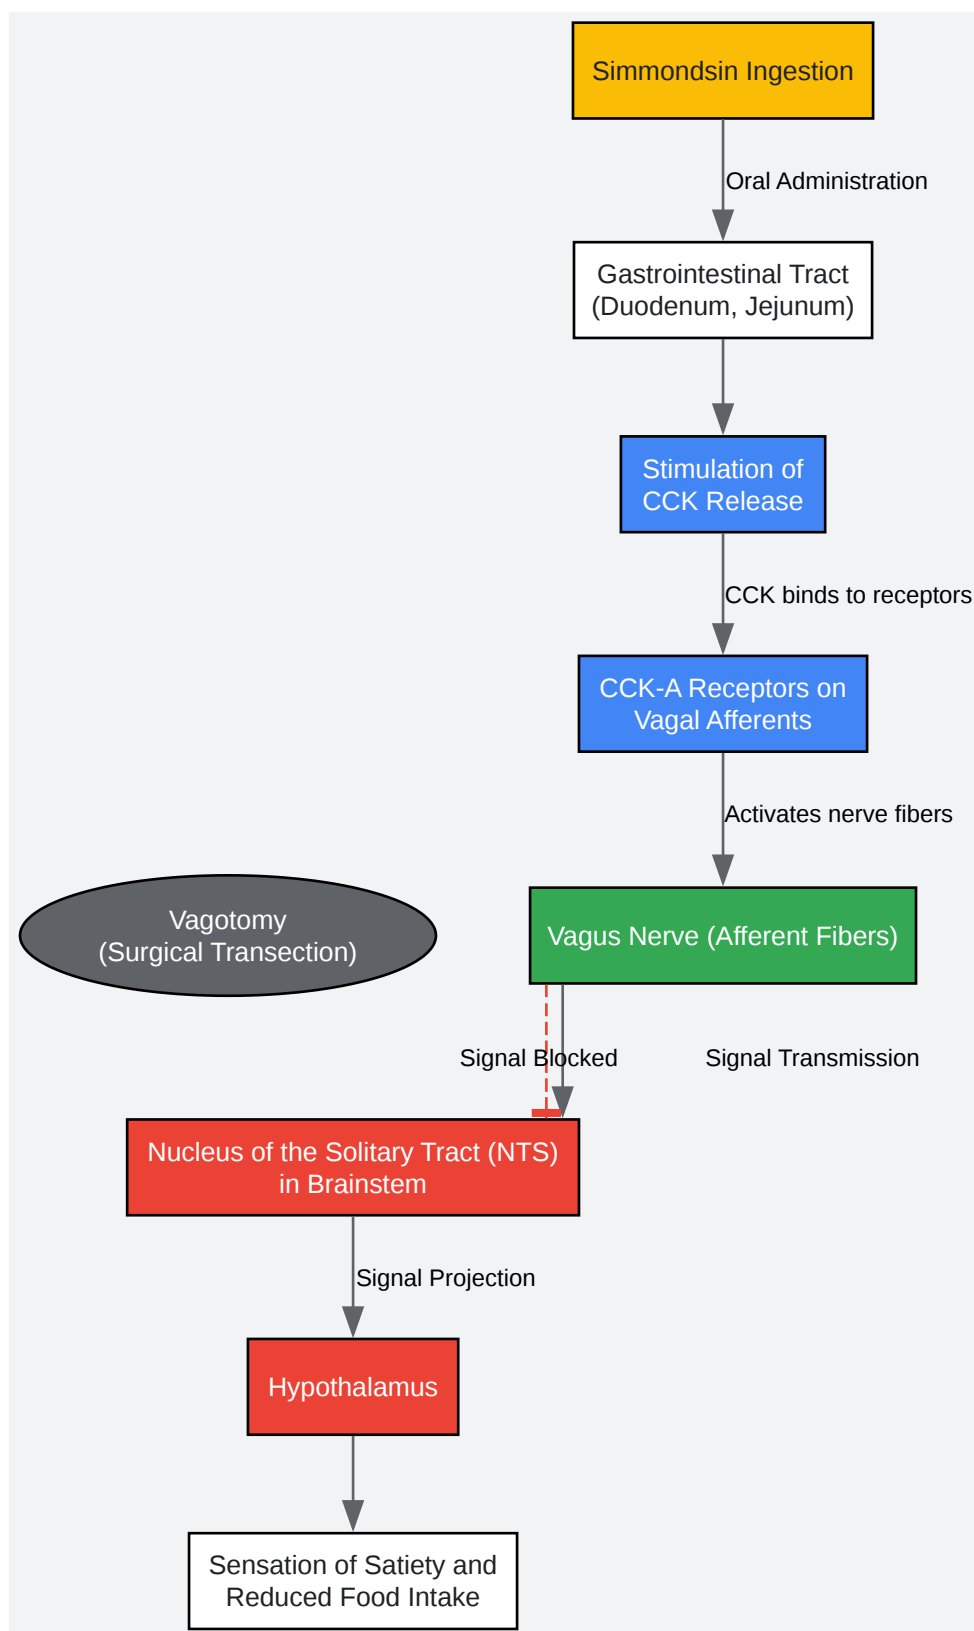 Simmondsin Ingestion
Oral Administration
Gastrointestinal Tract
(Duodenum, Jejunum)
Stimulation of
CCK Release
CCK binds to receptors
CCK-A Receptors on
Vagal Afferents
Activates nerve fibers
Vagotomy
(Surgical Transection)
Vagus Nerve (Afferent Fibers)
Signal Blocked
Signal Transmission
Nucleus of the Solitary Tract (NTS)
in Brainstem
Signal Projection
Hypothalamus
Sensation of Satiety and
Reduced Food Intake